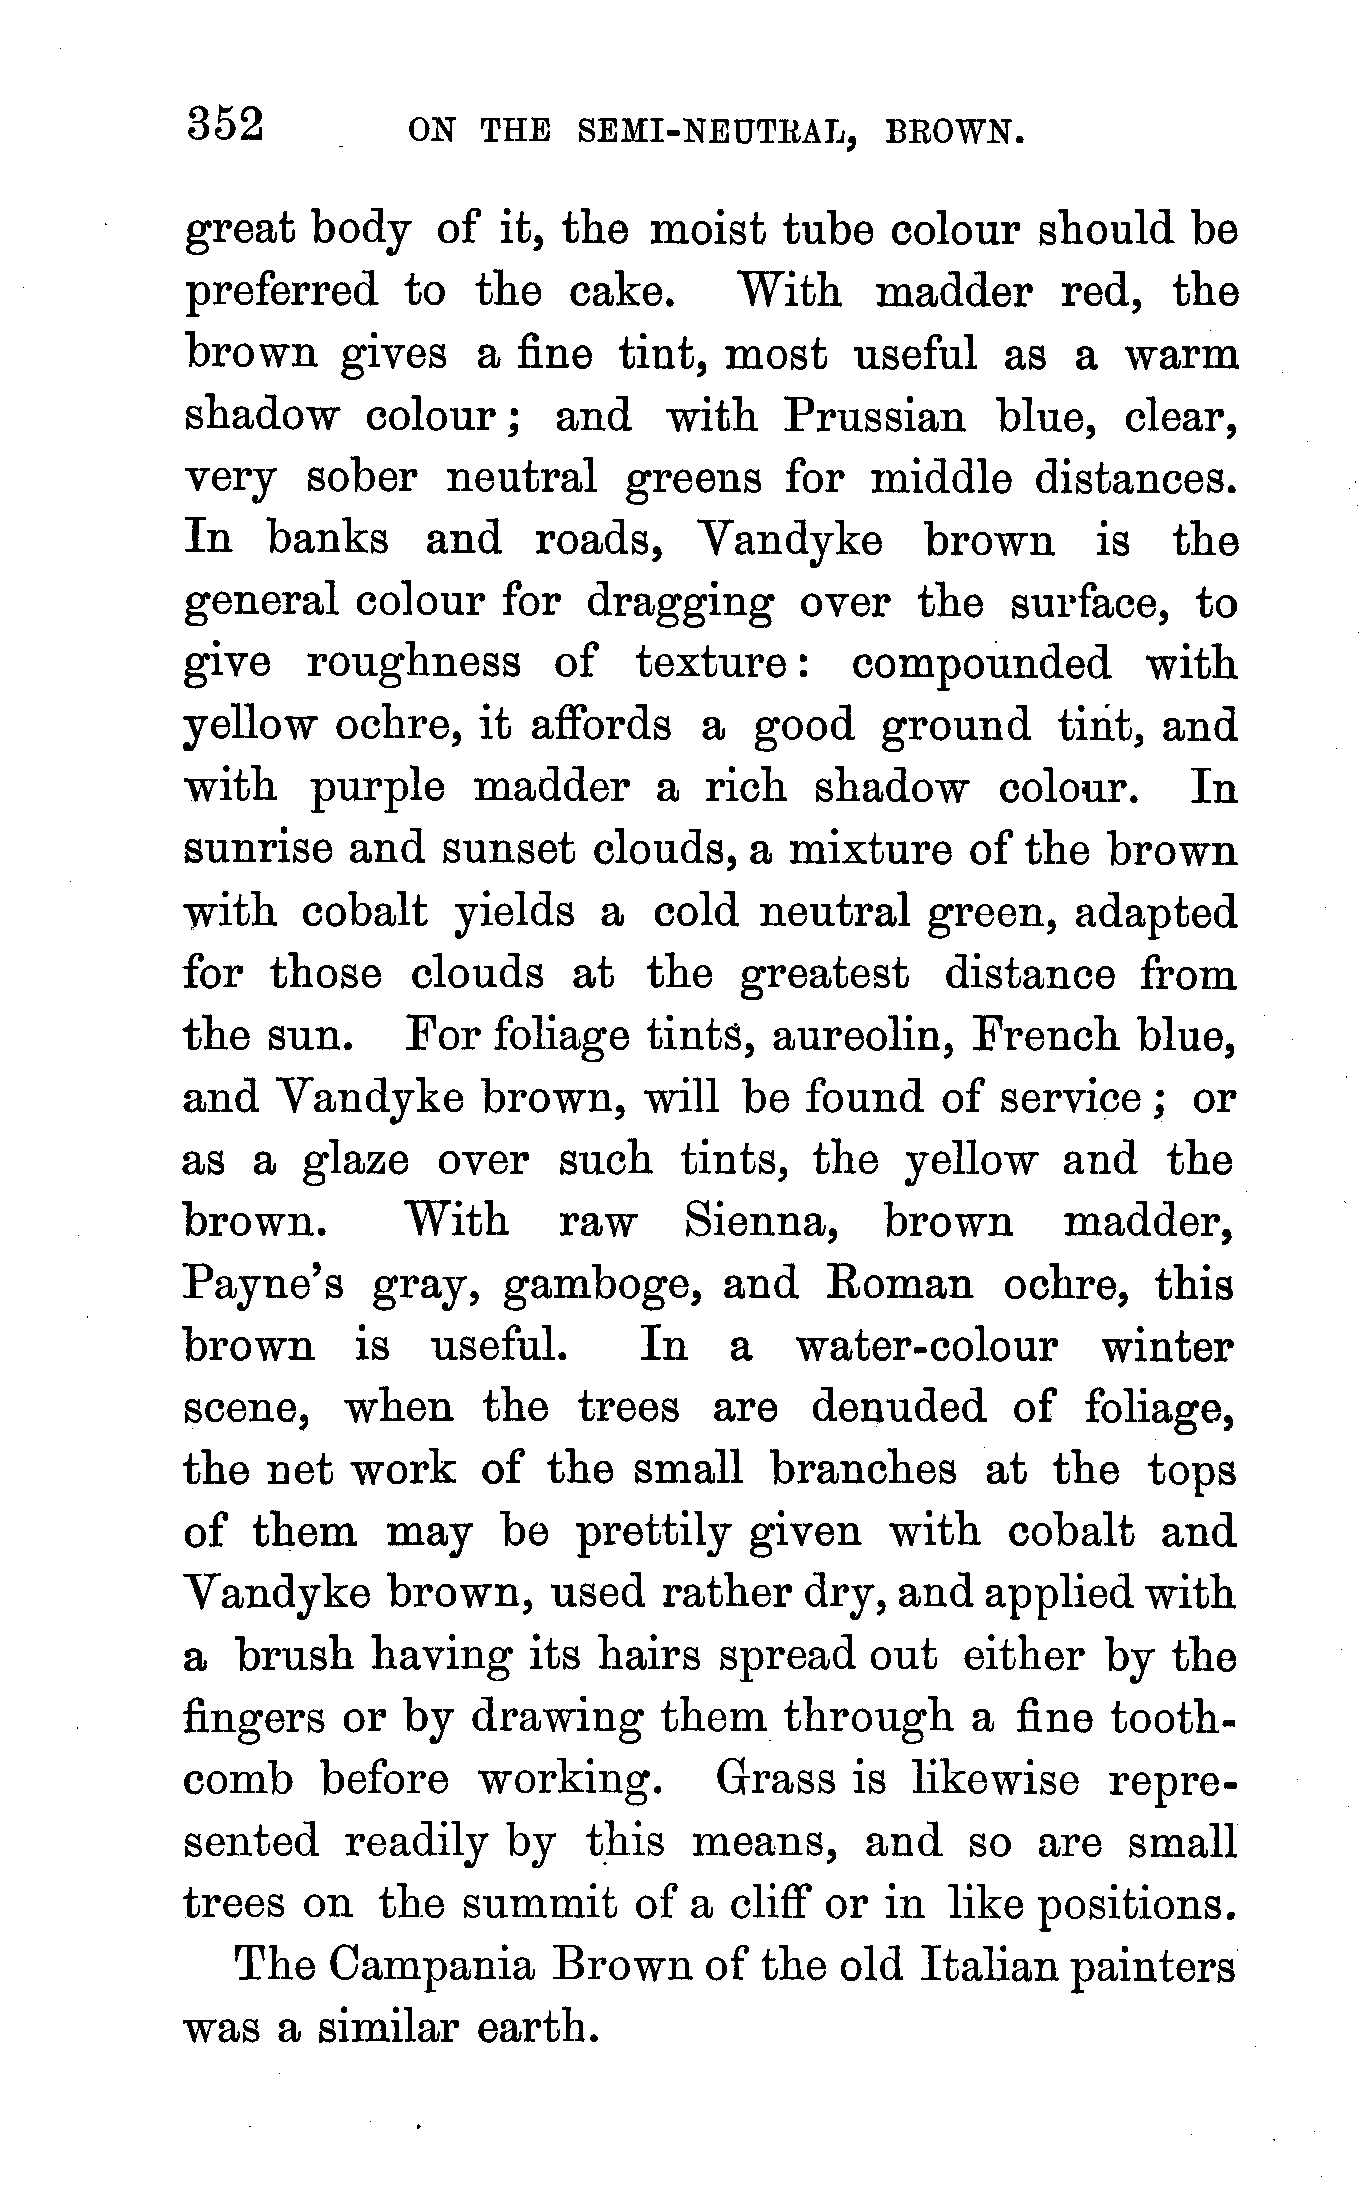 352 ON THE SEMI-NEUTRAL, BROWN.
great body of it, the moist tube colour should be
preferred to the cake. With madder red, the
brown gives a fine tint, most useful as a warm
shadow colour; and with Prussian blue, clear,
very sober neutral greens for middle distances.
In banks and roads, Vandyke brown is the
general colour for dragging over the surface, to
give roughness of texture: compounded with
yellow ochre, it affords a good ground tint, and
with purple madder a rich shadow colour. In
sunrise and sunset clouds, a mixture of the brown
with cobalt yields a cold neutral green, adapted
for those clouds at the greatest distance from
the sun. For foliage tints, aureolin, French blue,
and Vandyke brown, will be found of service; or
as a glaze over such tints, the yellow and the
brown. With raw Sienna, brown madder,
Payne's gray, gamboge, and Roman ochre, this
brown is useful. In a water-colour winter
scene, when the trees are denuded of foliage,
the net work of the small branches at the tops
of them may be prettily given with cobalt and
Vandyke brown, used rather dry, and applied with
a brush having its hairs spread out either by the
fingers or by drawing them through a fine tooth-
comb before working. Grass is likewise repre-
sented readily by this means, and so are small
trees on the summit of a cliff or in like positions.
The Campania Brown of the old Italian painters
was a similar earth.